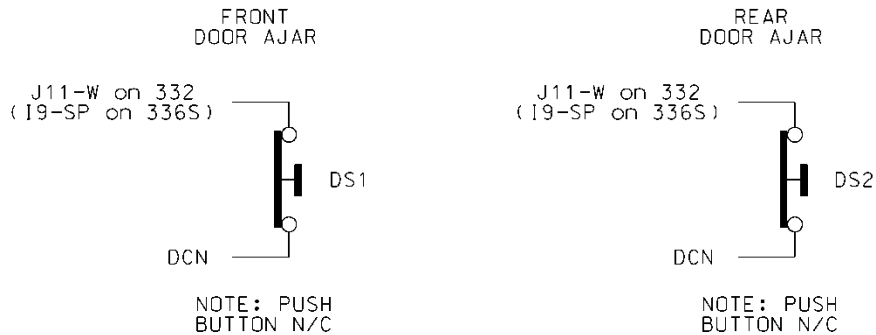 FRONT
DOOR AJAR
J11-W on 332
(I9-SP on 336S)
DS1
DCN
NOTE: PUSH
BUTTON N/C
REAR
DOOR AJAR
J11-W on 332
(I9-SP on 336S)
DS2
DCN
NOTE: PUSH
BUTTON N/C